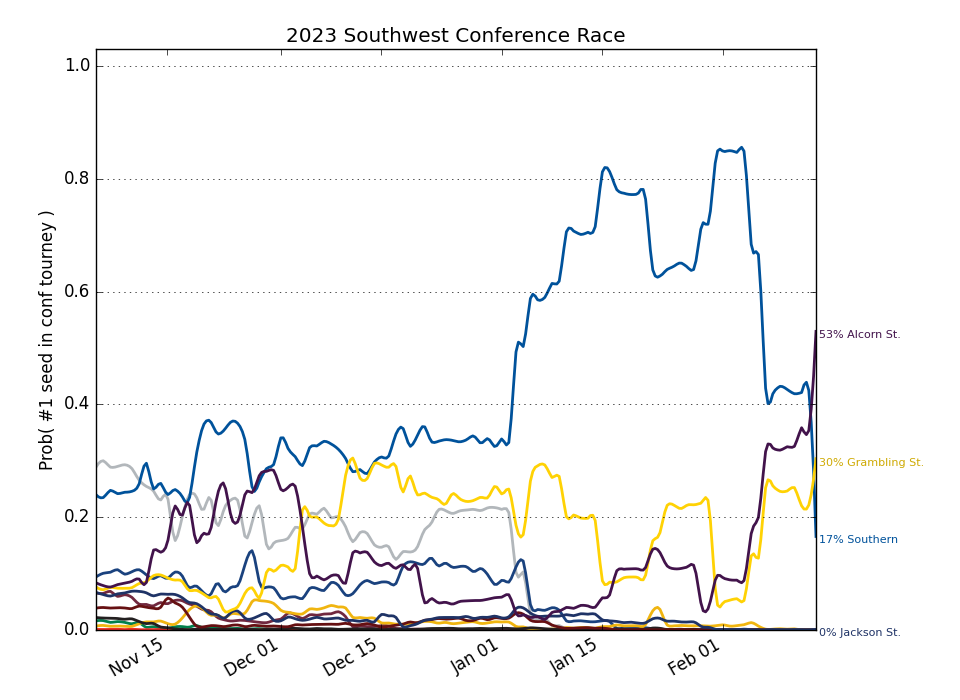 2023 Southwest Conference Race
Prob( #1 seed in conf tourney )
1.0
0.8
0.6
0.4
0.2
0.0
53% Alcorn St.
30% Grambling St.
17% Southern
0% Jackson St.
Nov 15
Dec 01
Dec 15
Jan 01
Jan 15
Feb 01